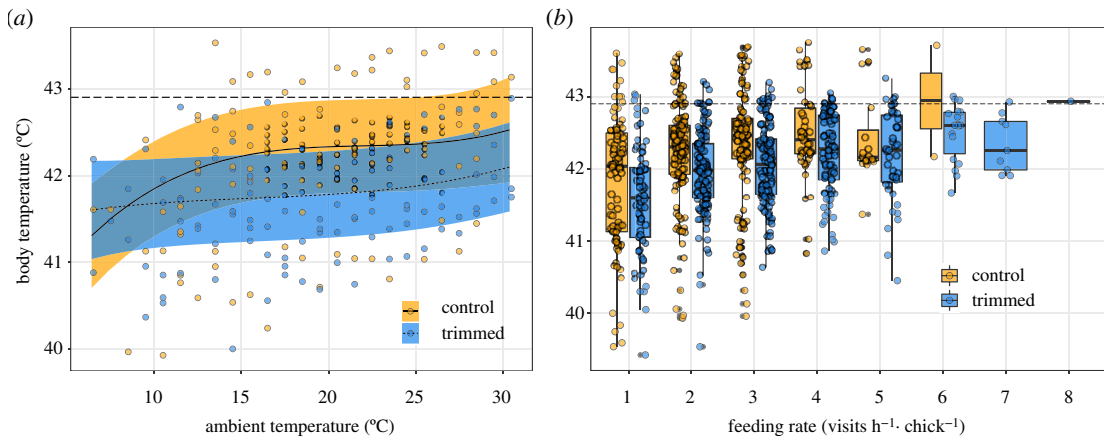 (a)
43
42
41
40
body temperature (ºC)
10
15
20
25
30
ambient temperature (ºC)
control
trimmed
(b)
43
42
41
40
1
2
3
4
5
6
7
8
feeding rate (visits h⁻¹· chick⁻¹)
control
trimmed